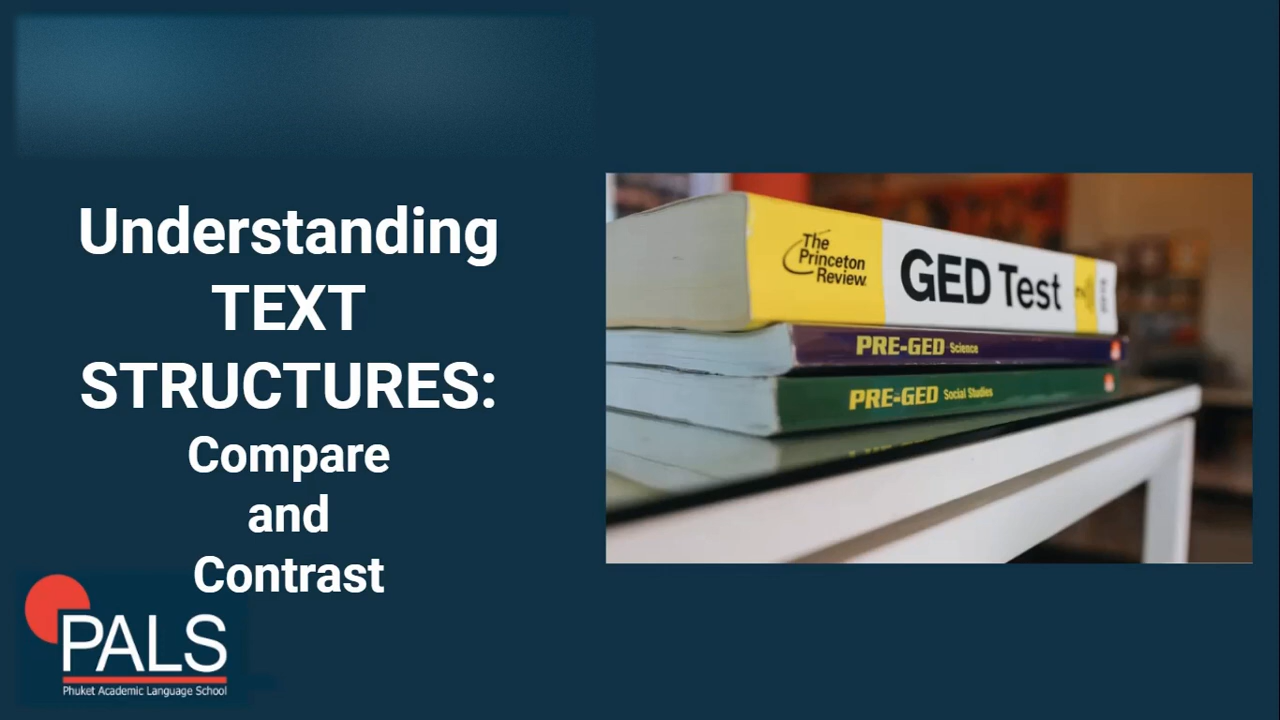 Understanding
TEXT
STRUCTURES:
Compare
and
Contrast
The
Princeton
Review
GED Test
PRE-GED Science
PRE-GED Social Studies
PALS
Phuket Academic Language School